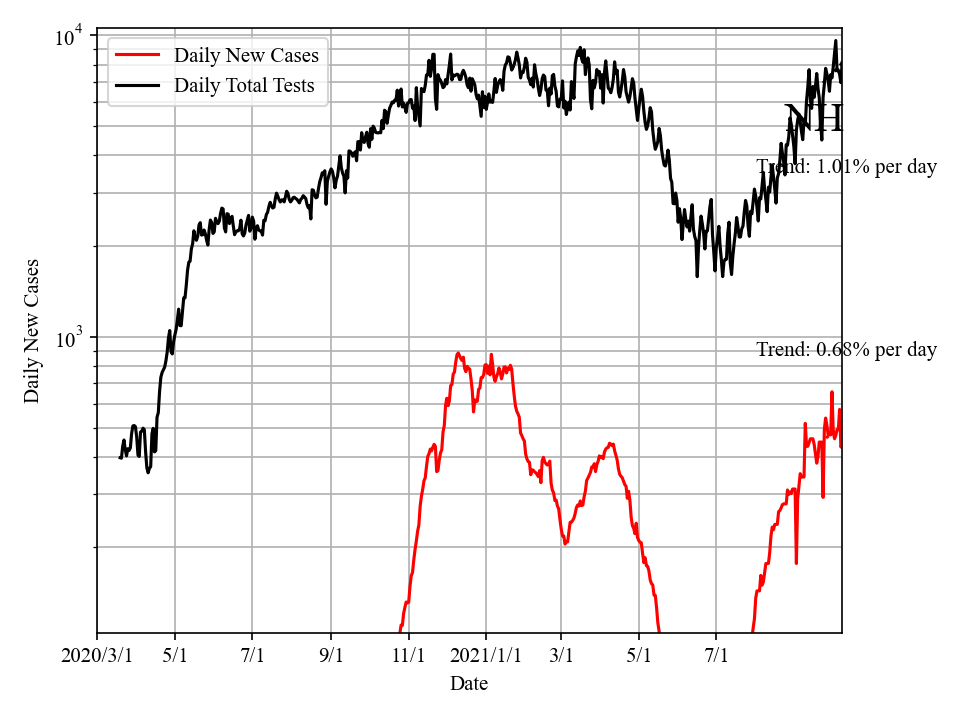 Daily New Cases
Daily Total Tests
10^4
NH
Trend: 1.01% per day
10^3
Trend: 0.68% per day
Daily New Cases
2020/3/1 5/1 7/1 9/1 11/1 2021/1/1 3/1 5/1 7/1
Date